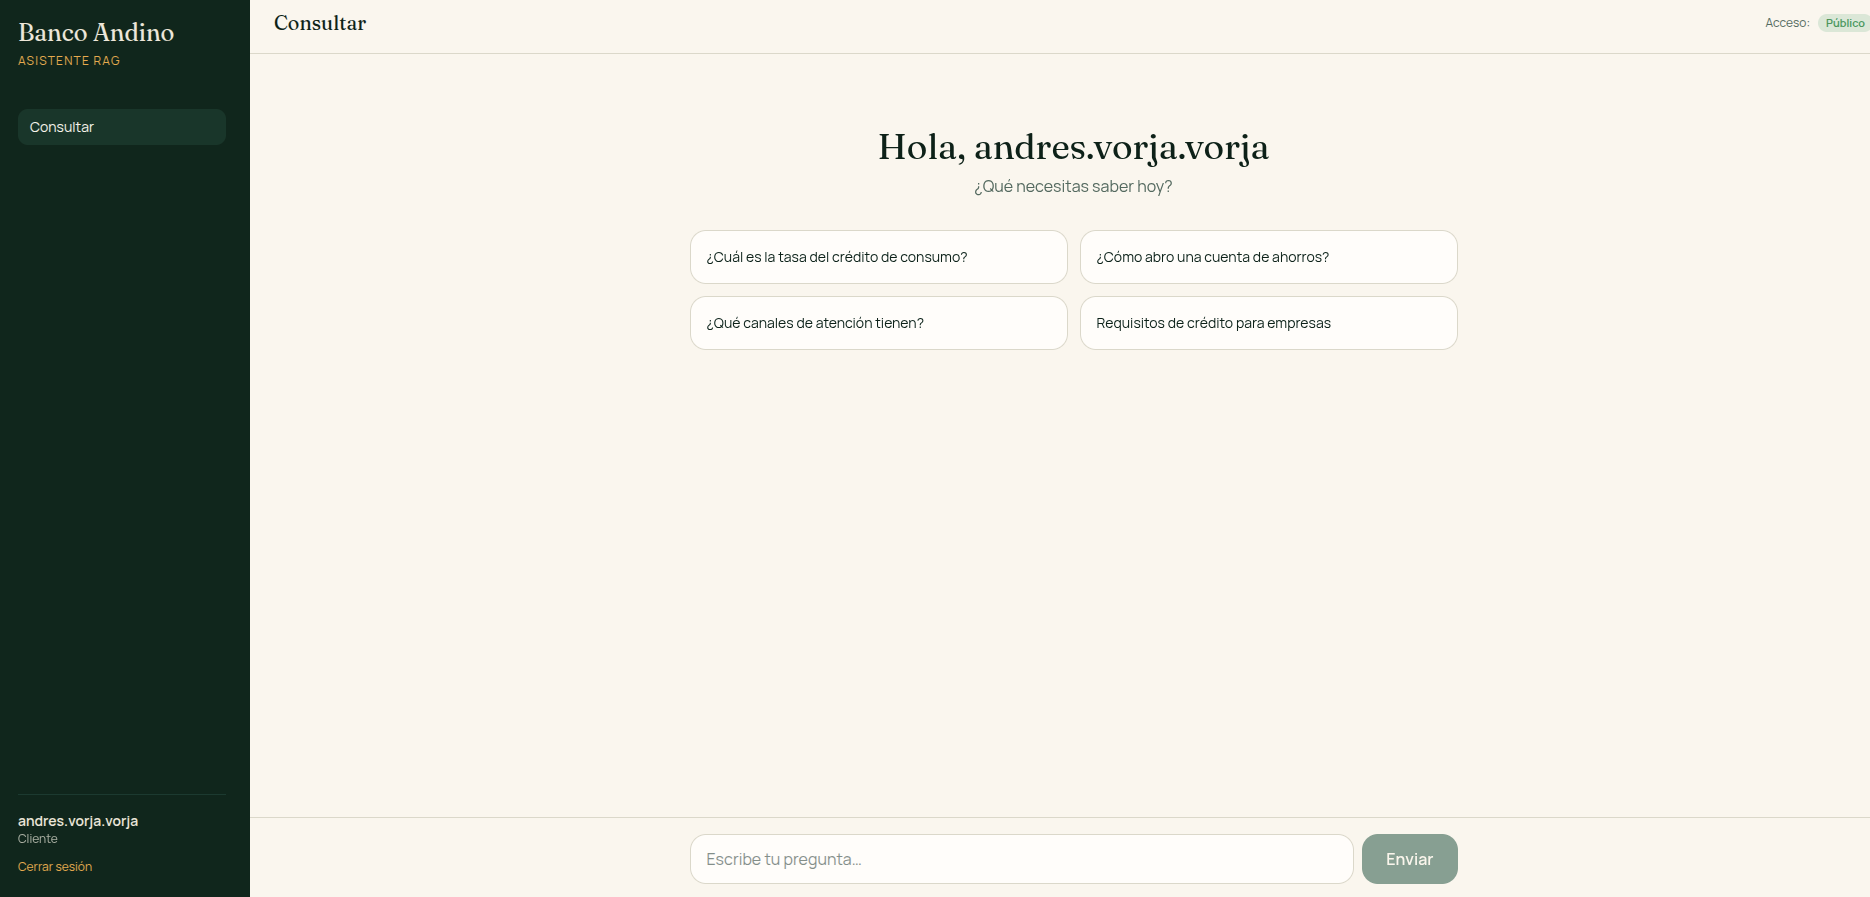 Banco Andino
ASISTENTE RAG
Consultar
andres.vorja.vorja
Cliente
Cerrar sesión
Consultar
Acceso: Público
Hola, andres.vorja.vorja
¿Qué necesitas saber hoy?
¿Cuál es la tasa del crédito de consumo?
¿Cómo abro una cuenta de ahorros?
¿Qué canales de atención tienen?
Requisitos de crédito para empresas
Escribe tu pregunta...
Enviar